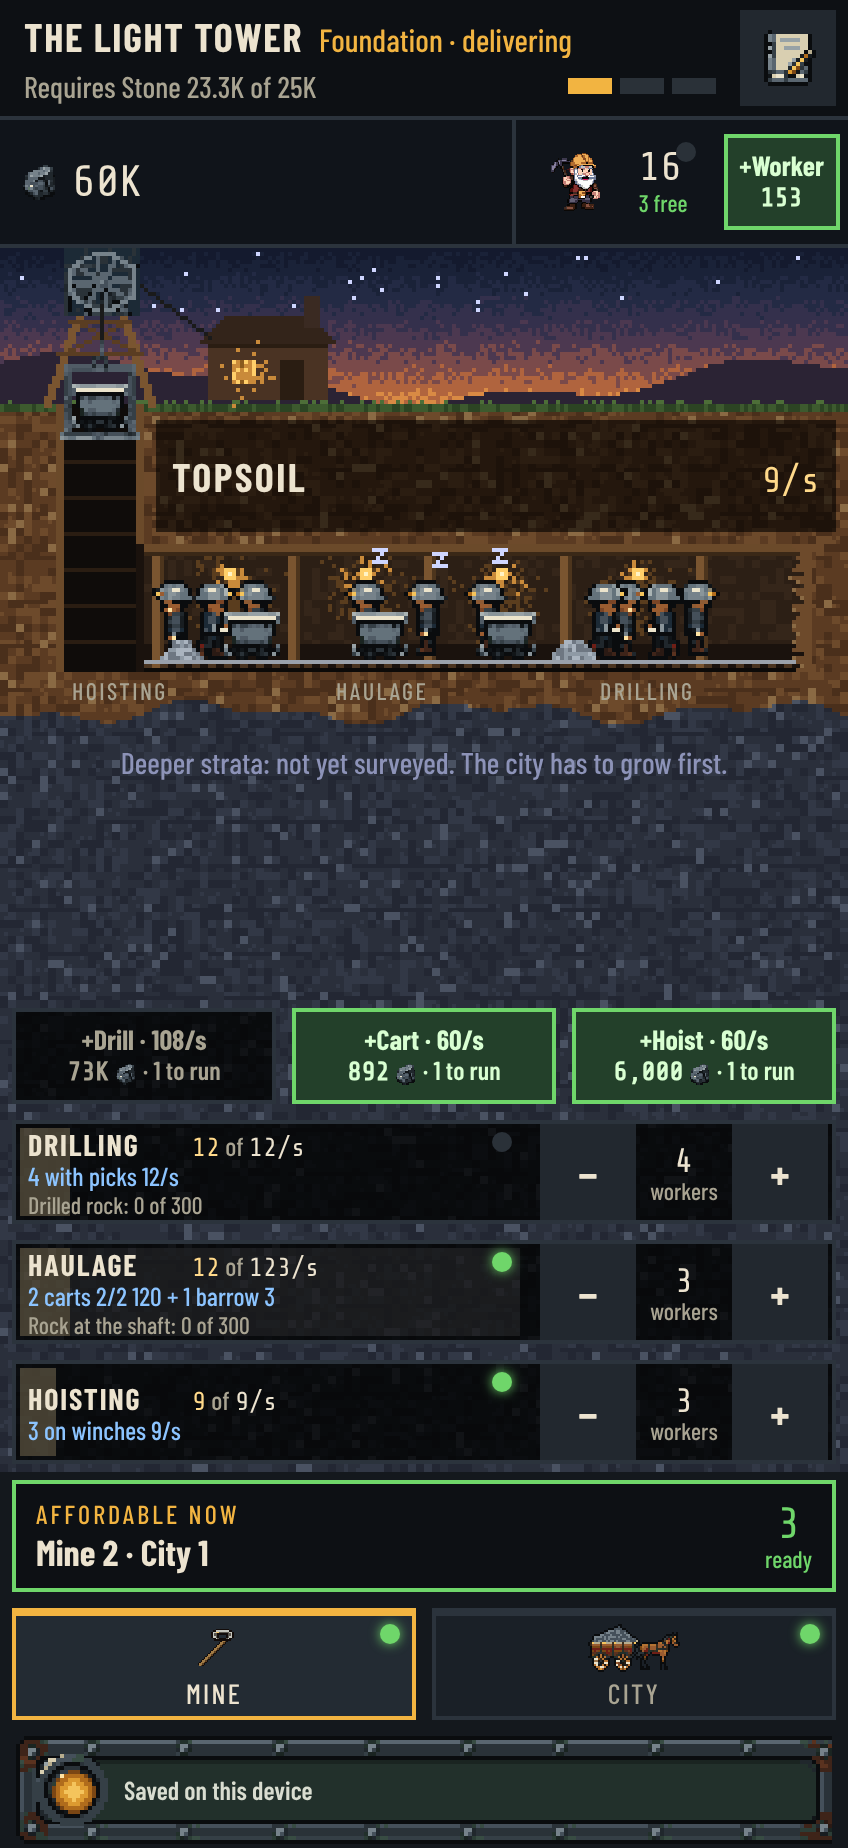 THE LIGHT TOWER Foundation · delivering
Requires Stone 23.3K of 25K
60K
16
3 free
+Worker
153
TOPSOIL 9/s
Z Z Z
HOISTING HAULAGE DRILLING
Deeper strata: not yet surveyed. The city has to grow first.
+Drill · 108/s
73K · 1 to run
+Cart · 60/s
892 · 1 to run
+Hoist · 60/s
6,000 · 1 to run
DRILLING 12 of 12/s
4 with picks 12/s
Drilled rock: 0 of 300
− 4 +
workers
HAULAGE 12 of 123/s
2 carts 2/2 120 + 1 barrow 3
Rock at the shaft: 0 of 300
− 3 +
workers
HOISTING 9 of 9/s
3 on winches 9/s
− 3 +
workers
AFFORDABLE NOW
Mine 2 · City 1
3
ready
MINE
CITY
Saved on this device